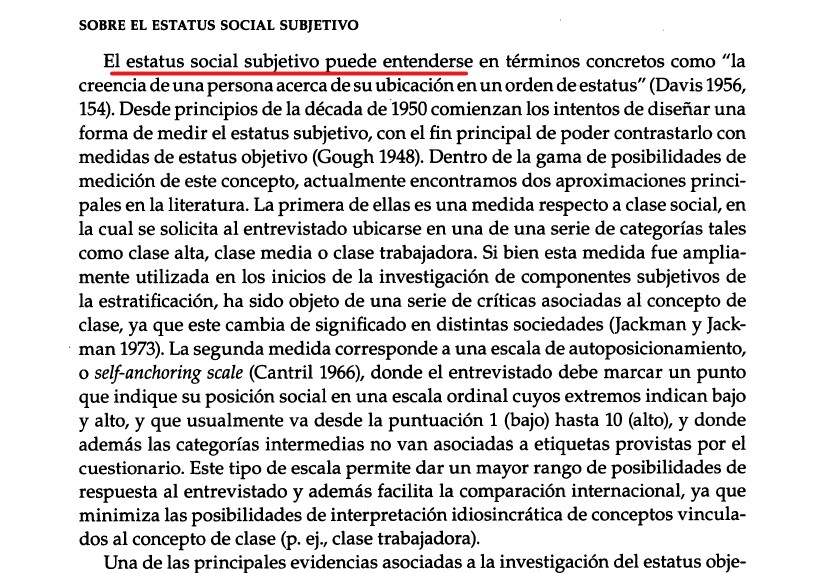 SOBRE EL ESTATUS SOCIAL SUBJETIVO
El estatus social subjetivo puede entenderse en términos concretos como "la
creencia de una persona acerca de su ubicación en un orden de estatus" (Davis 1956,
154). Desde principios de la década de 1950 comienzan los intentos de diseñar una
forma de medir el estatus subjetivo, con el fin principal de poder contrastarlo con
medidas de estatus objetivo (Gough 1948). Dentro de la gama de posibilidades de
medición de este concepto, actualmente encontramos dos aproximaciones princi-
pales en la literatura. La primera de ellas es una medida respecto a clase social, en
la cual se solicita al entrevistado ubicarse en una de una serie de categorías tales
como clase alta, clase media o clase trabajadora. Si bien esta medida fue amplia-
mente utilizada en los inicios de la investigación de componentes subjetivos de
la estratificación, ha sido objeto de una serie de críticas asociadas al concepto de
clase, ya que este cambia de significado en distintas sociedades (Jackman y Jack-
man 1973). La segunda medida corresponde a una escala de autoposicionamiento,
o self-anchoring scale (Cantril 1966), donde el entrevistado debe marcar un punto
que indique su posición social en una escala ordinal cuyos extremos indican bajo
y alto, y que usualmente va desde la puntuación 1 (bajo) hasta 10 (alto), y donde
además las categorías intermedias no van asociadas a etiquetas provistas por el
cuestionario. Este tipo de escala permite dar un mayor rango de posibilidades de
respuesta al entrevistado y además facilita la comparación internacional, ya que
minimiza las posibilidades de interpretación idiosincrática de conceptos vincula-
dos al concepto de clase (p. ej., clase trabajadora).
Una de las principales evidencias asociadas a la investigación del estatus obje-